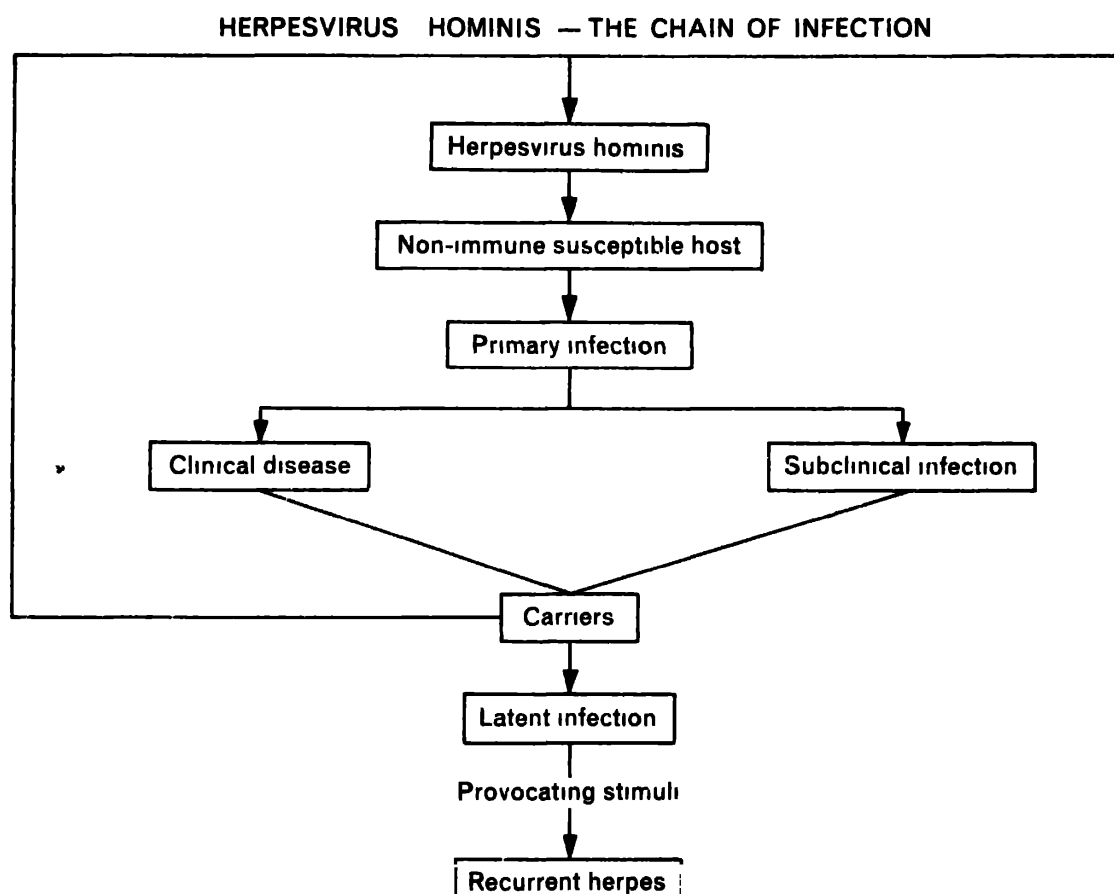 HERPESVIRUS HOMINIS — THE CHAIN OF INFECTION
Herpesvirus hominis
Non-immune susceptible host
Primary infection
Clinical disease
Subclinical infection
Carriers
Latent infection
Provocating stimuli
Recurrent herpes